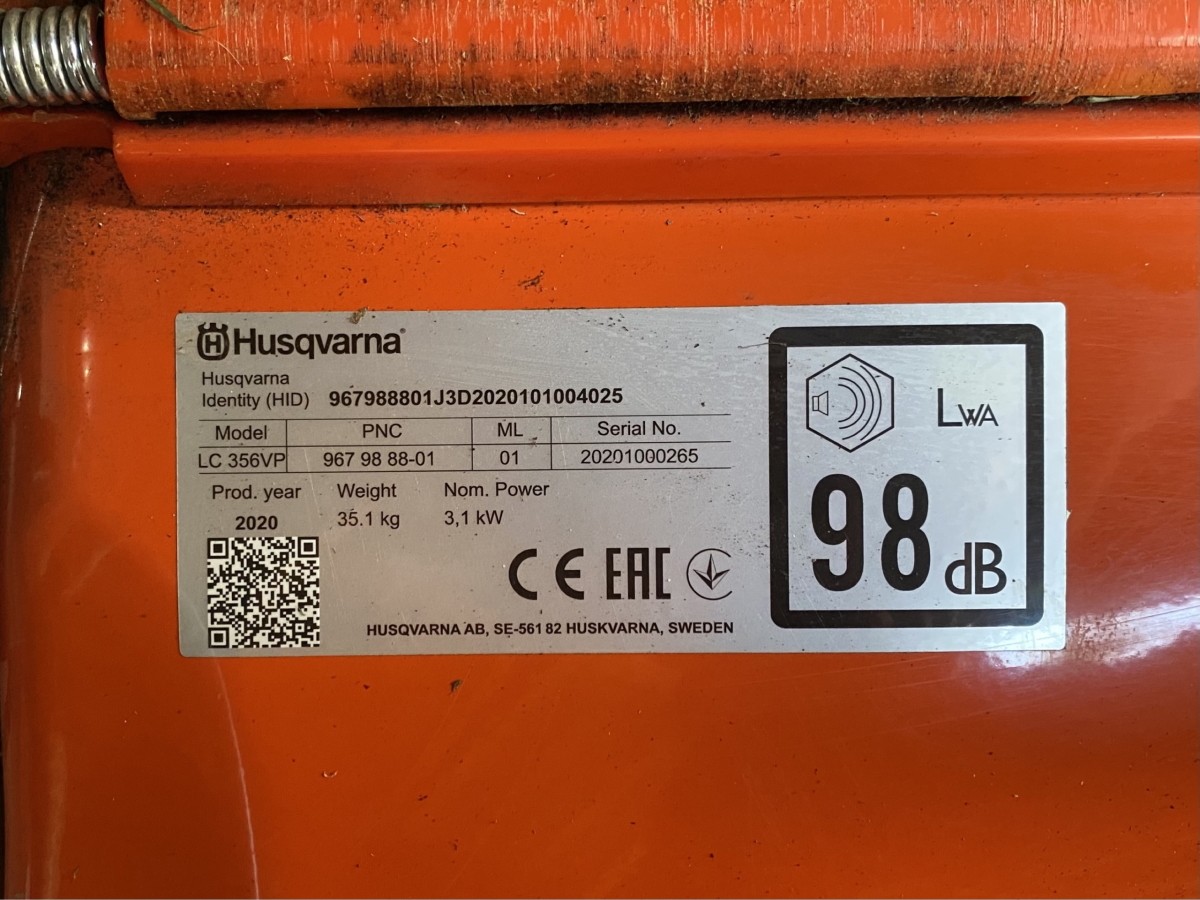 Husqvarna
Husqvarna
Identity (HID) 967988801J3D2020101004025
Model PNC ML Serial No.
LC 356VP 967 98 88-01 01 20201000265
Prod. year Weight Nom. Power
2020 35.1 kg 3,1 kW
CE EAC
HUSQVARNA AB, SE-561 82 HUSKVARNA, SWEDEN
LWA
98 dB